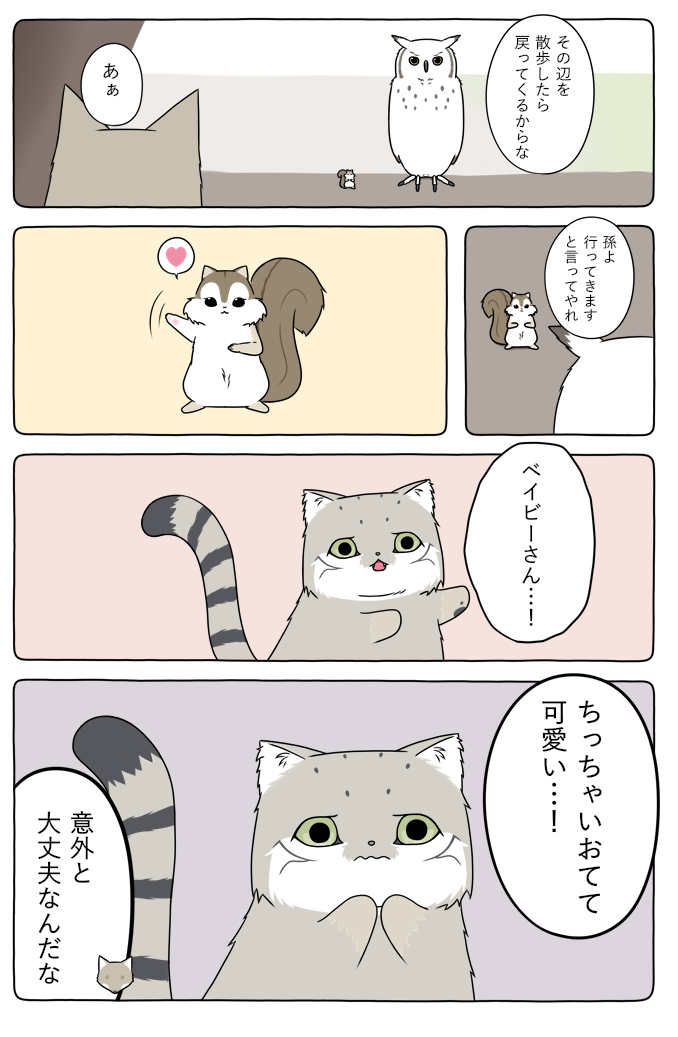 その辺を
散歩したら
戻ってくるからな
あぁ
孫よ
行ってきます
と言ってやれ
ベイビーさん…！
ちっちゃいおてて
可愛い…！
意外と
大丈夫なんだな